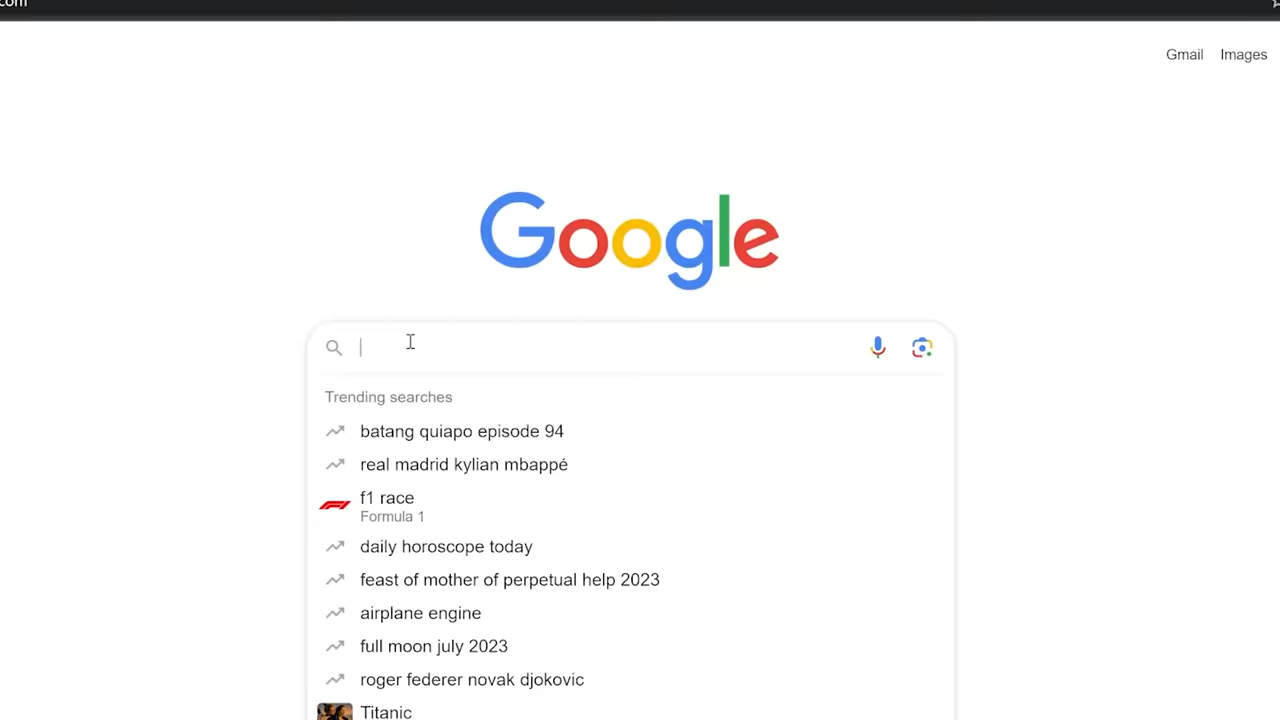 com
Gmail Images
Google
Trending searches
batang quiapo episode 94
real madrid kylian mbappé
f1 race
Formula 1
daily horoscope today
feast of mother of perpetual help 2023
airplane engine
full moon july 2023
roger federer novak djokovic
Titanic